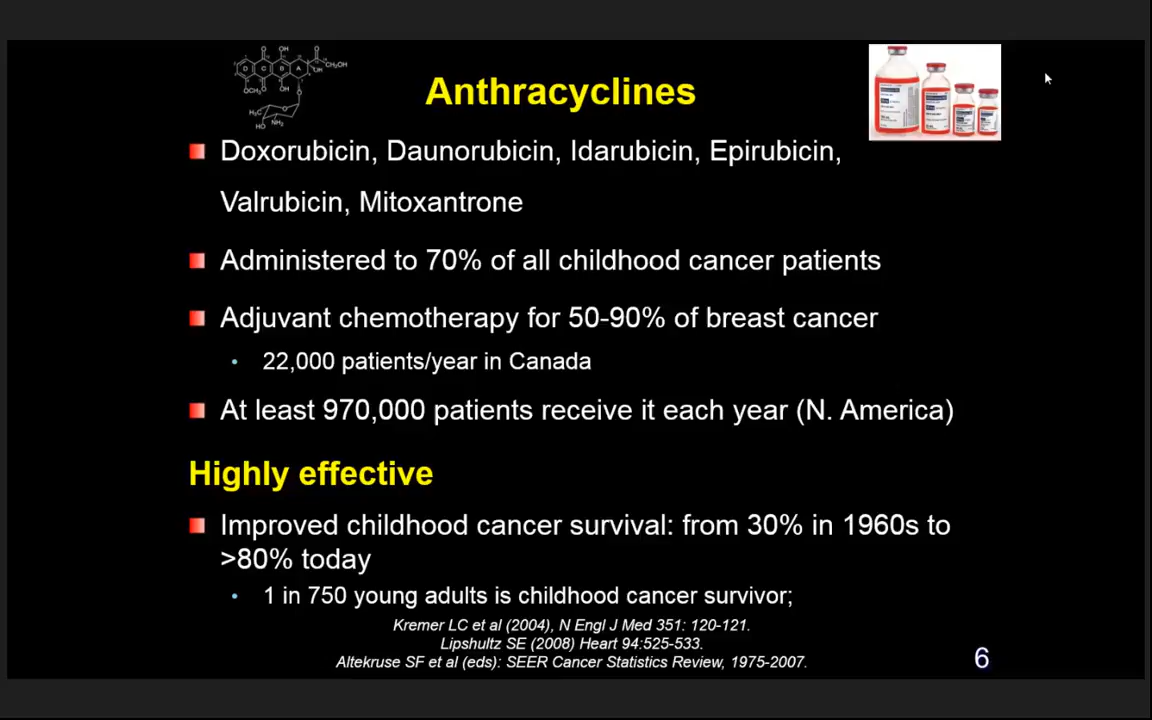 Anthracyclines
Doxorubicin, Daunorubicin, Idarubicin, Epirubicin,
Valrubicin, Mitoxantrone
Administered to 70% of all childhood cancer patients
Adjuvant chemotherapy for 50-90% of breast cancer
22,000 patients/year in Canada
At least 970,000 patients receive it each year (N. America)
Highly effective
Improved childhood cancer survival: from 30% in 1960s to
>80% today
1 in 750 young adults is childhood cancer survivor;
Kremer LC et al (2004), N Engl J Med 351: 120-121.
Lipshultz SE (2008) Heart 94:525-533.
Altekruse SF et al (eds): SEER Cancer Statistics Review, 1975-2007.
6